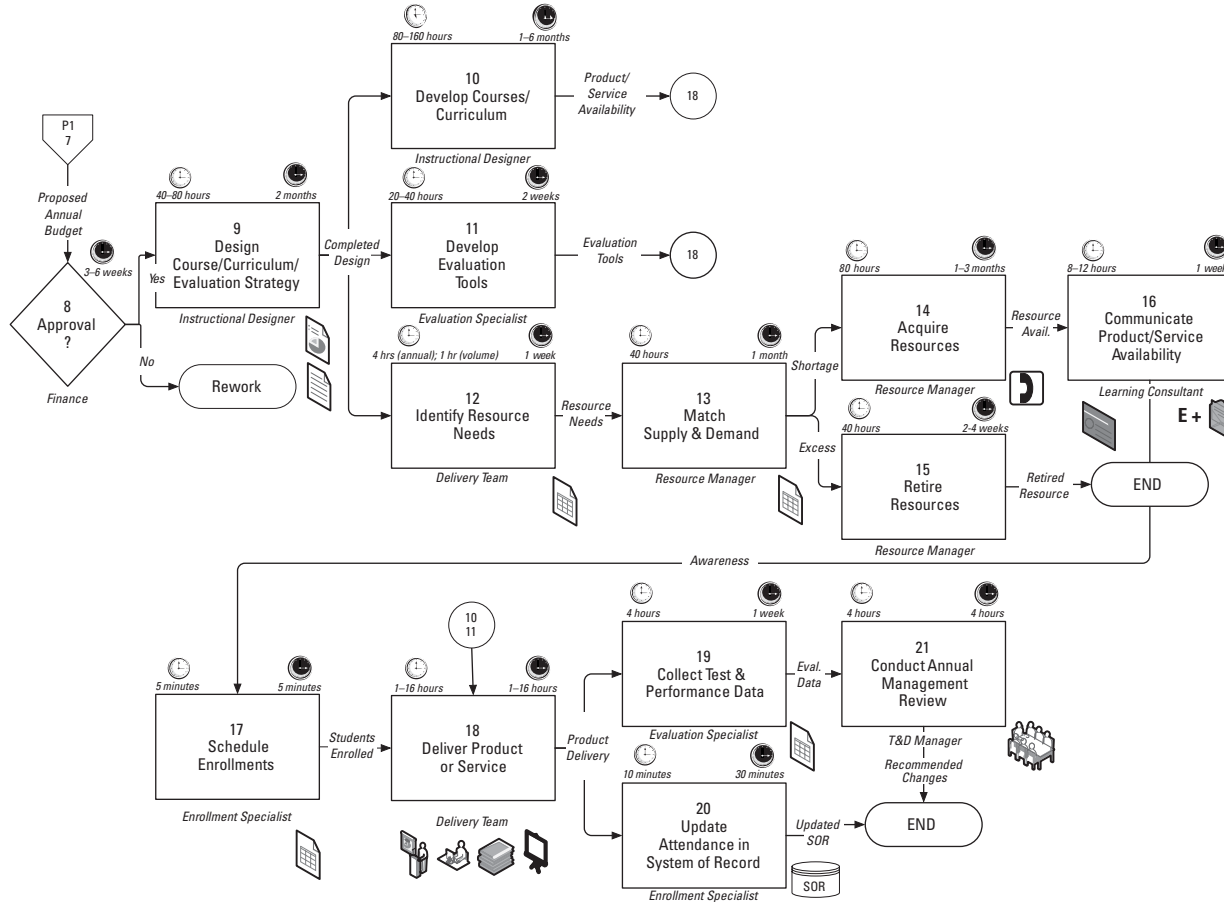 P1
7
Proposed
Annual
Budget
3–6 weeks
8
Approval
?
Finance
Yes
No
Rework
40–80 hours
2 months
9
Design
Course/Curriculum/
Evaluation Strategy
Instructional Designer
Completed
Design
80–160 hours
1–6 months
10
Develop Courses/
Curriculum
Instructional Designer
Product/
Service
Availability
18
20–40 hours
2 weeks
11
Develop
Evaluation
Tools
Evaluation Specialist
Evaluation
Tools
18
4 hrs (annual); 1 hr (volume)
1 week
12
Identify Resource
Needs
Delivery Team
Resource
Needs
40 hours
1 month
13
Match
Supply & Demand
Resource Manager
Shortage
Excess
80 hours
1–3 months
14
Acquire
Resources
Resource Manager
Resource
Avail.
40 hours
2-4 weeks
15
Retire
Resources
Resource Manager
Retired
Resource
8–12 hours
1 week
16
Communicate
Product/Service
Availability
Learning Consultant
E +
END
Awareness
5 minutes
5 minutes
17
Schedule
Enrollments
Enrollment Specialist
Students
Enrolled
10
11
1–16 hours
1–16 hours
18
Deliver Product
or Service
Delivery Team
Product
Delivery
4 hours
1 week
19
Collect Test &
Performance Data
Evaluation Specialist
Eval.
Data
10 minutes
30 minutes
20
Update
Attendance in
System of Record
Enrollment Specialist
Updated
SOR
SOR
4 hours
4 hours
21
Conduct Annual
Management
Review
T&D Manager
Recommended
Changes
END